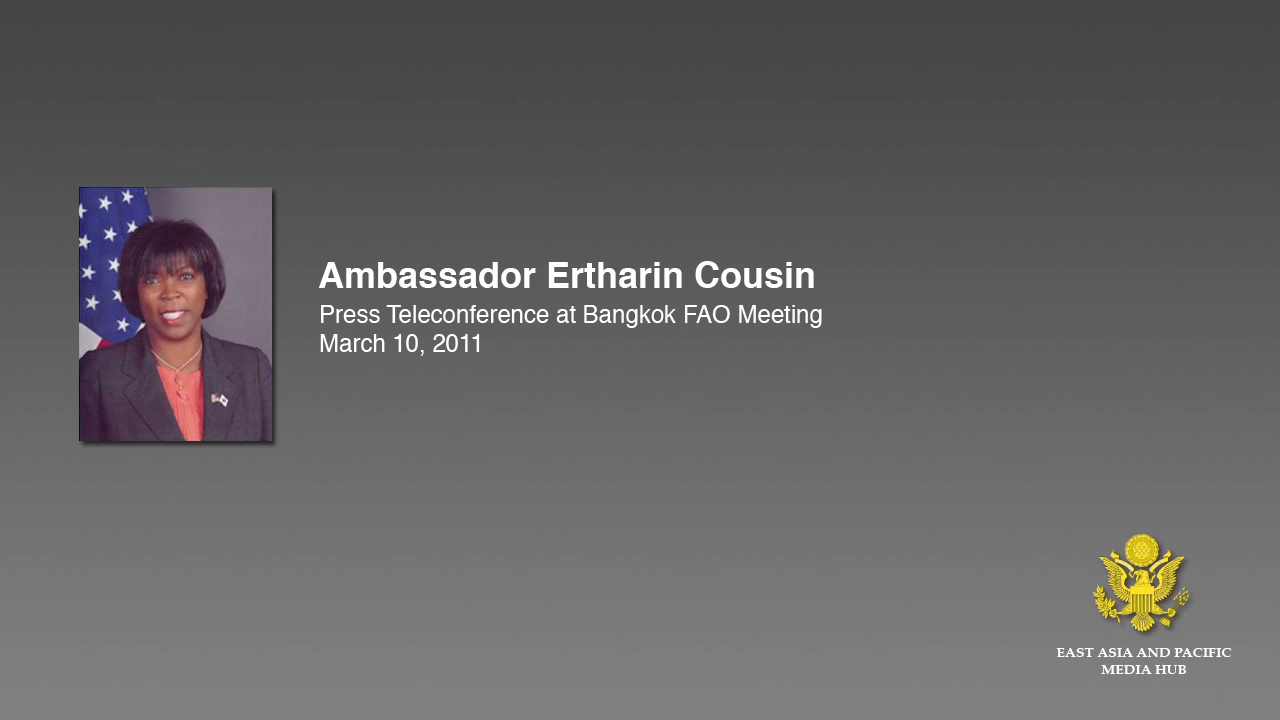 Ambassador Ertharin Cousin
Press Teleconference at Bangkok FAO Meeting
March 10, 2011
EAST ASIA AND PACIFIC
MEDIA HUB